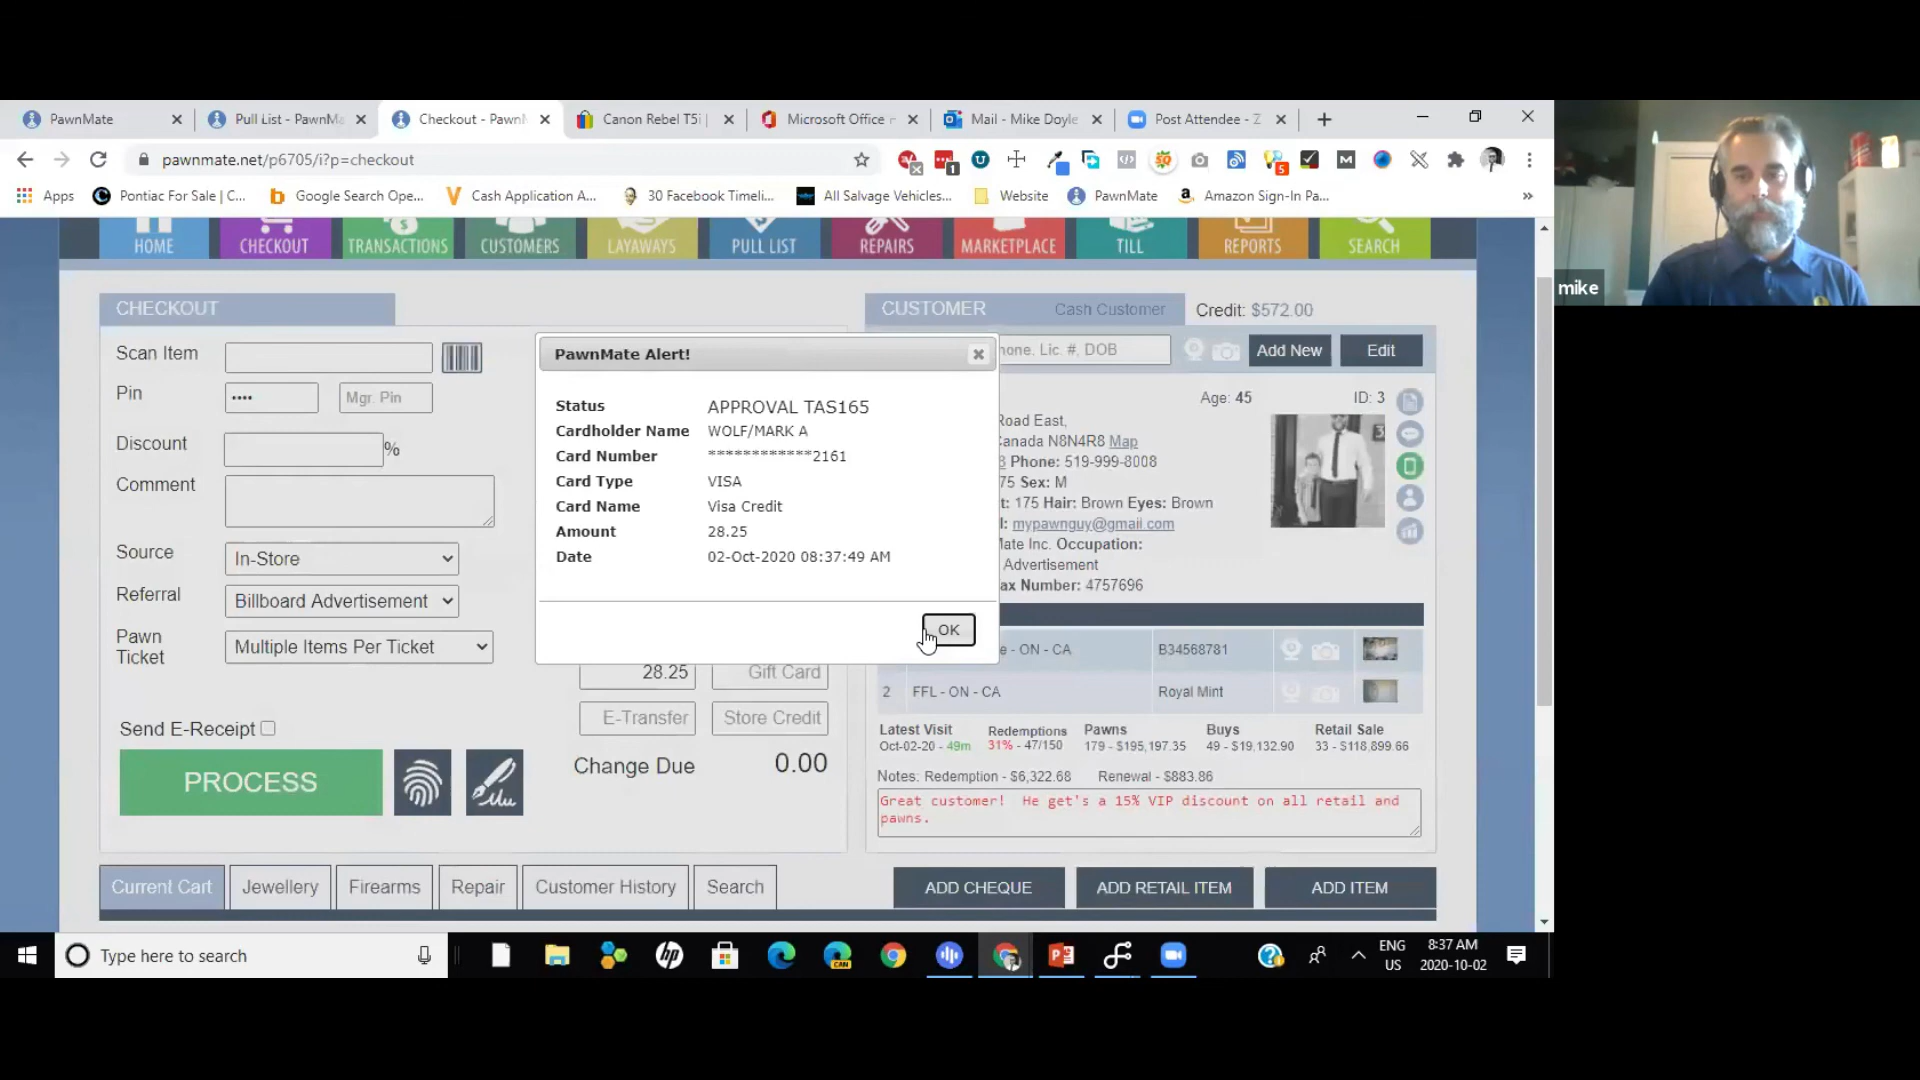 PawnMate
Pull List - PawnMa
Checkout - Pawn
Canon Rebel T5i
Microsoft Office
Mail - Mike Doyle
Post Attendee - Z
pawnmate.net/p6705/i?p=checkout
Apps
Pontiac For Sale | C...
Google Search Ope...
Cash Application A...
30 Facebook Timeli...
All Salvage Vehicles...
Website
PawnMate
Amazon Sign-In Pa...
HOME
CHECKOUT
TRANSACTIONS
CUSTOMERS
LAYAWAYS
PULL LIST
REPAIRS
MARKETPLACE
TILL
REPORTS
SEARCH
mike
CHECKOUT
Scan Item
Pin
••••
Mgr. Pin
Discount
%
Comment
Source
In-Store
Referral
Billboard Advertisement
Pawn
Ticket
Multiple Items Per Ticket
Send E-Receipt
PROCESS
PawnMate Alert!
Status APPROVAL TAS165
Cardholder Name WOLF/MARK A
Card Number ************2161
Card Type VISA
Card Name Visa Credit
Amount 28.25
Date 02-Oct-2020 08:37:49 AM
OK
28.25
Gift Card
E-Transfer
Store Credit
Change Due 0.00
CUSTOMER
Cash Customer
Credit: $572.00
hone, Lic. #, DOB
Add New
Edit
Age: 45
ID: 3
Road East,
anada N8N4R8 Map
Phone: 519-999-8008
75 Sex: M
t: 175 Hair: Brown Eyes: Brown
l: mypawnguy@gmail.com
Mate Inc. Occupation:
Advertisement
ax Number: 4757696
e - ON - CA
B34568781
2
FFL - ON - CA
Royal Mint
Latest Visit
Oct-02-20 - 49m
Redemptions
31% - 47/150
Pawns
179 - $195,197.35
Buys
49 - $19,132.90
Retail Sale
33 - $118,899.66
Notes: Redemption - $6,322.68 Renewal - $883.86
Great customer! He get's a 15% VIP discount on all retail and
pawns.
Current Cart
Jewellery
Firearms
Repair
Customer History
Search
ADD CHEQUE
ADD RETAIL ITEM
ADD ITEM
Type here to search
ENG
US
8:37 AM
2020-10-02